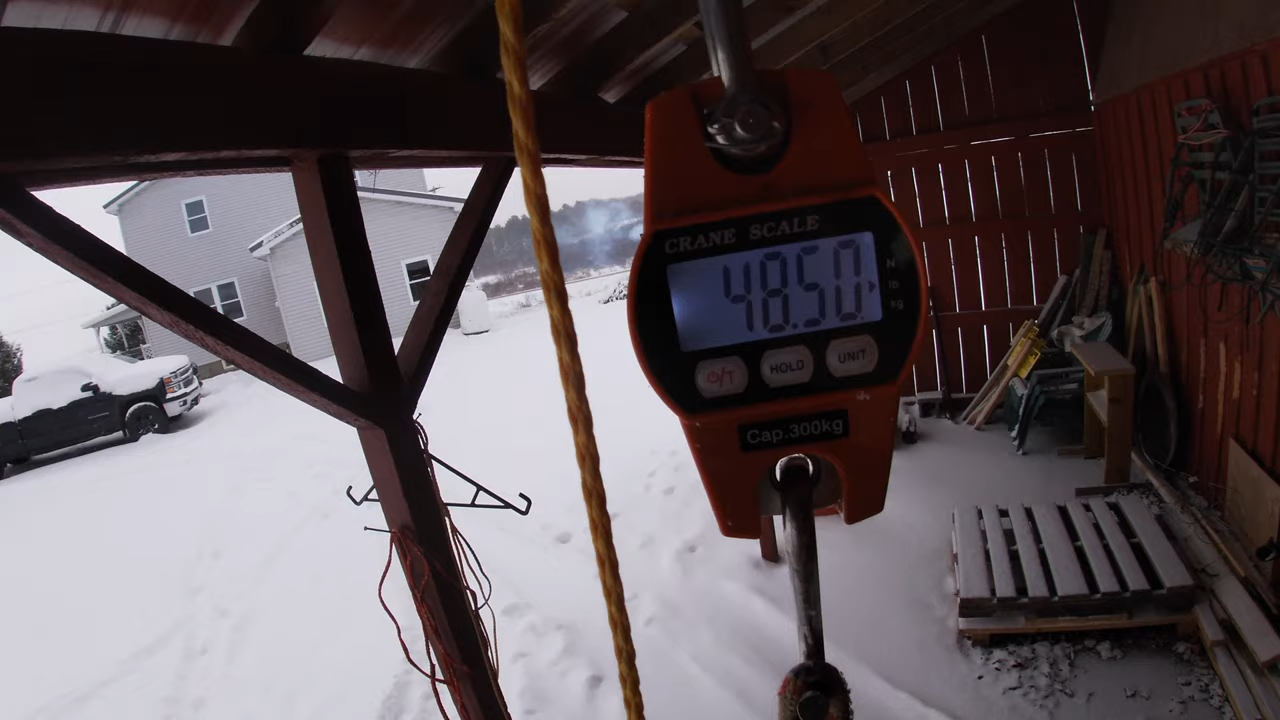 CRANE SCALE
48.50
N
lb
kg
⏻/T
HOLD
UNIT
Cap.300kg